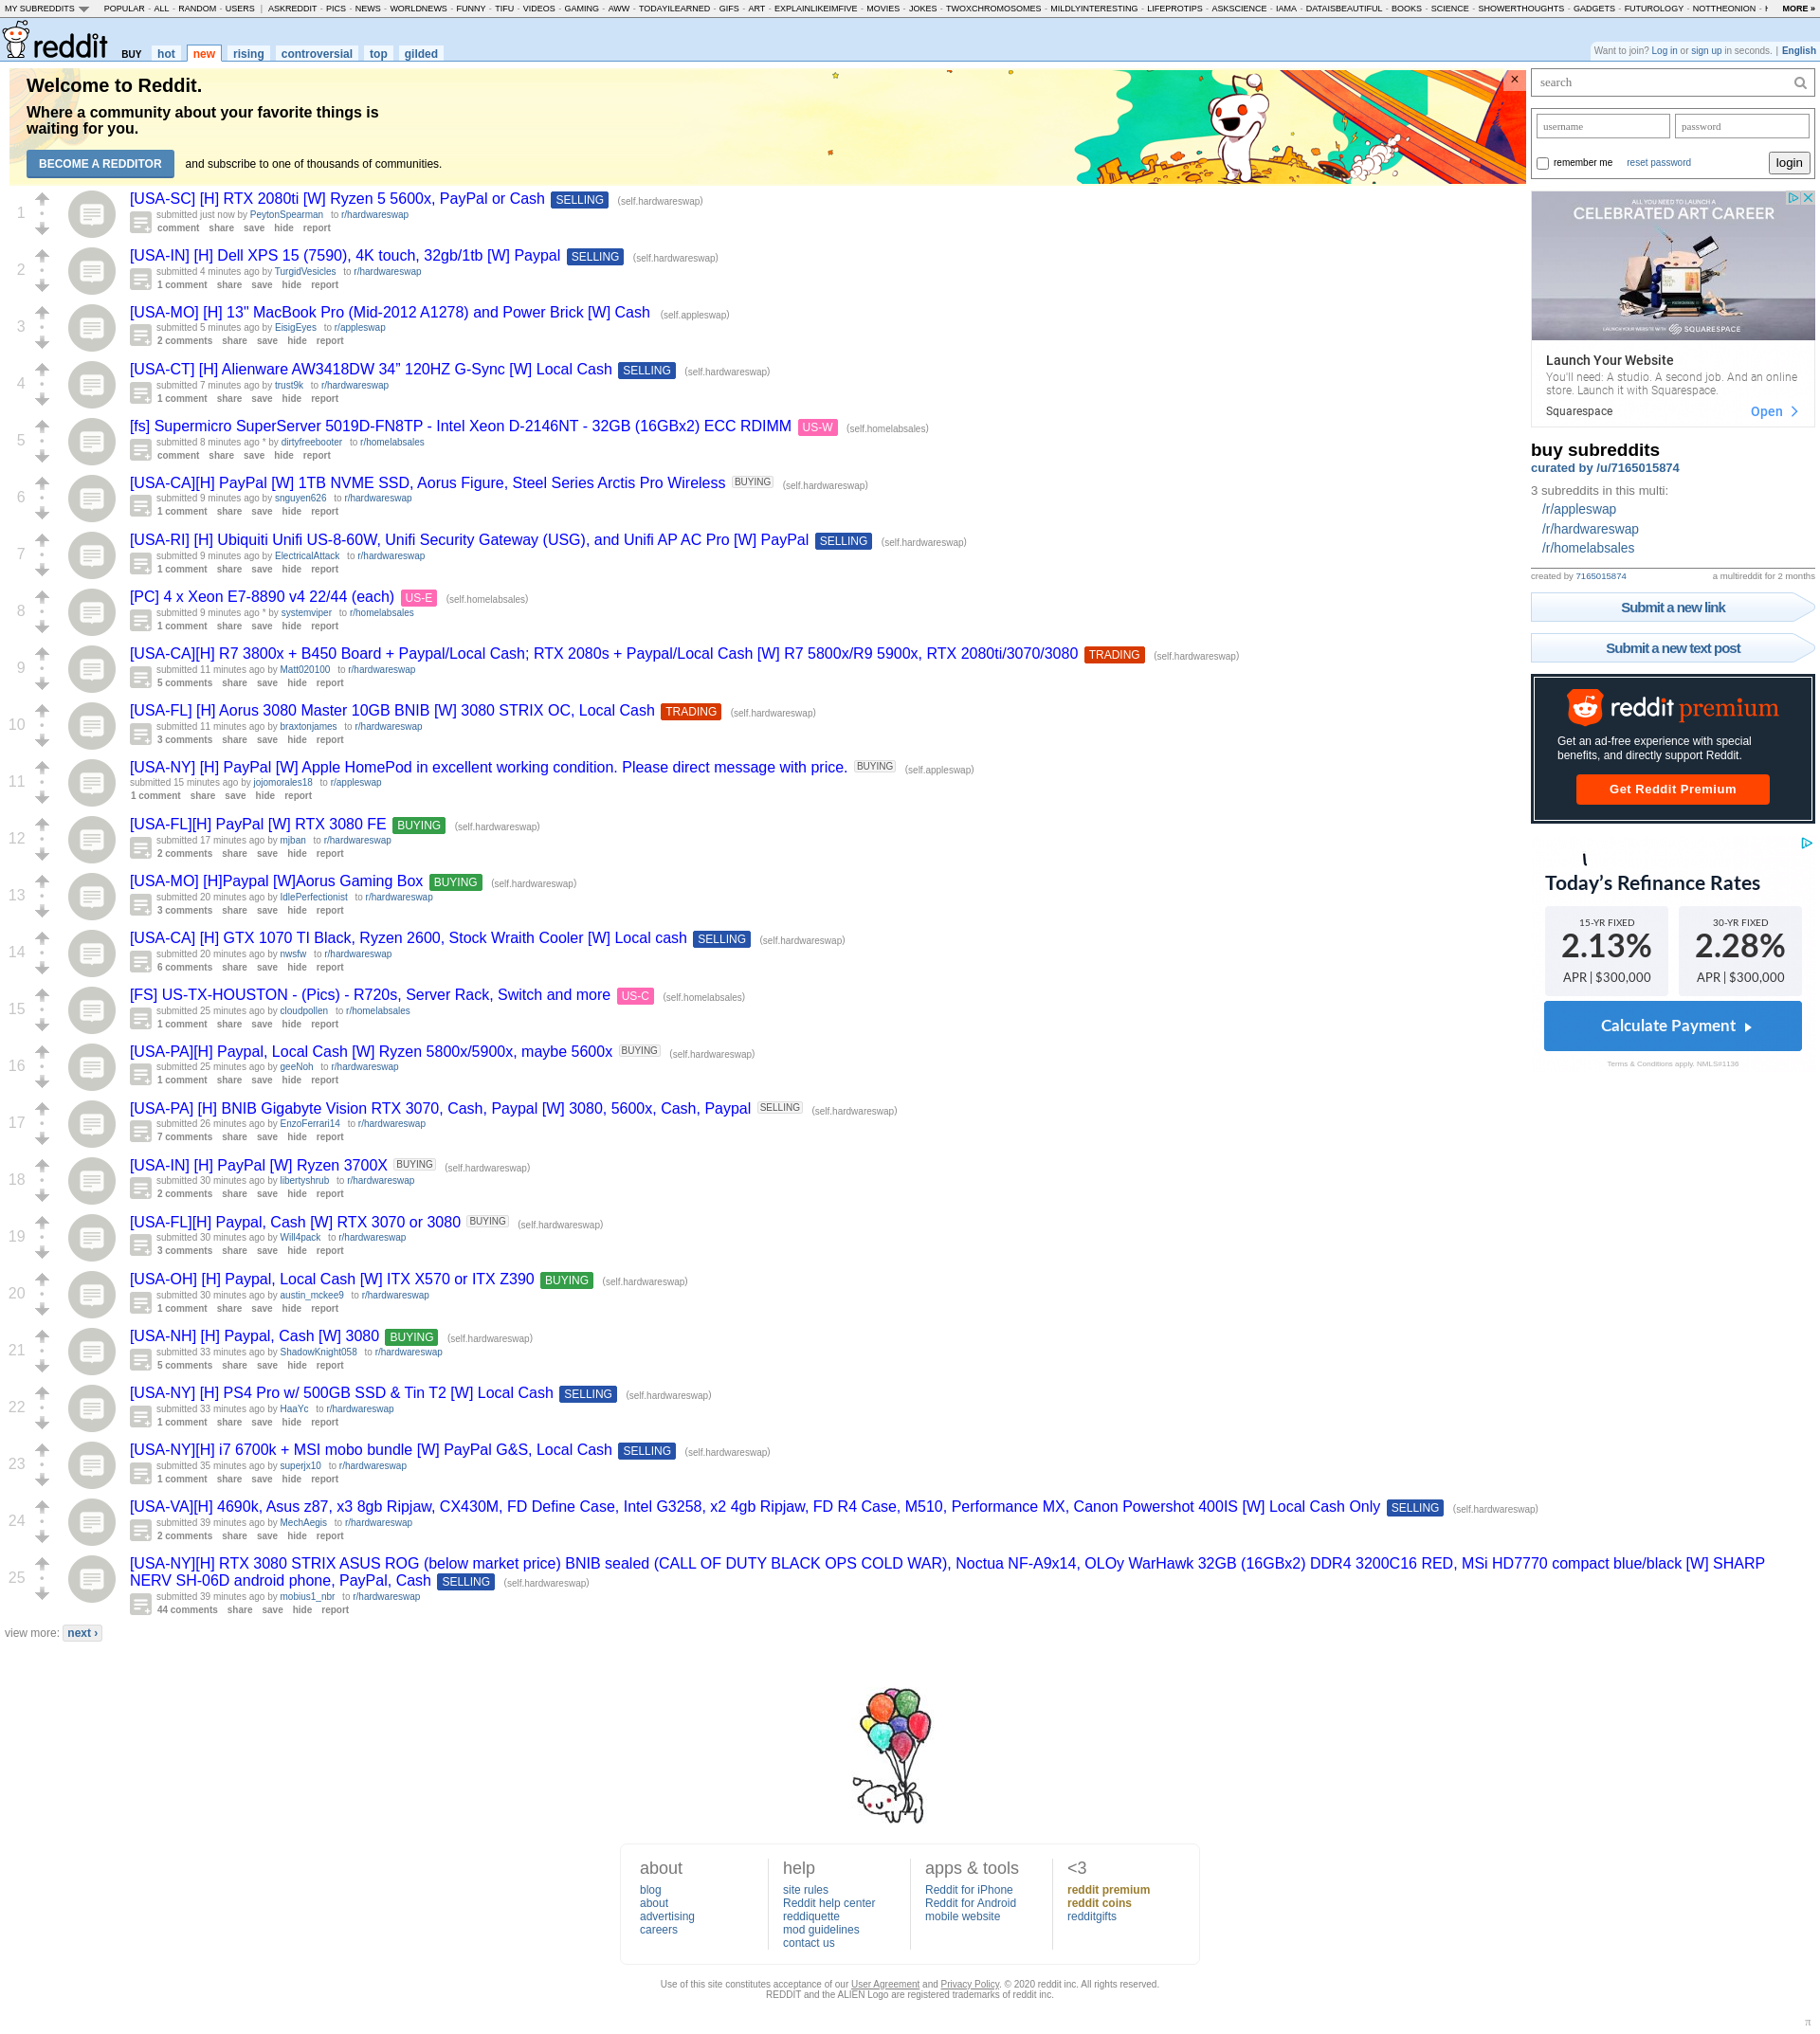 MY SUBREDDITS POPULAR - ALL - RANDOM - USERS | ASKREDDIT - PICS - NEWS - WORLDNEWS - FUNNY - TIFU - VIDEOS - GAMING - AWW - TODAYILEARNED - GIFS - ART - EXPLAINLIKEIMFIVE - MOVIES - JOKES - TWOXCHROMOSOMES - MILDLYINTERESTING - LIFEPROTIPS - ASKSCIENCE - IAMA - DATAISBEAUTIFUL - BOOKS - SCIENCE - SHOWERTHOUGHTS - GADGETS - FUTUROLOGY - NOTTHEONION - MORE »
reddit BUY hot new rising controversial top gilded
Want to join? Log in or sign up in seconds. | English
Welcome to Reddit.
Where a community about your favorite things is
waiting for you.
BECOME A REDDITOR and subscribe to one of thousands of communities.
1
[USA-SC] [H] RTX 2080ti [W] Ryzen 5 5600x, PayPal or Cash SELLING (self.hardwareswap)
submitted just now by PeytonSpearman to r/hardwareswap
comment share save hide report
2
[USA-IN] [H] Dell XPS 15 (7590), 4K touch, 32gb/1tb [W] Paypal SELLING (self.hardwareswap)
submitted 4 minutes ago by TurgidVesicles to r/hardwareswap
1 comment share save hide report
3
[USA-MO] [H] 13" MacBook Pro (Mid-2012 A1278) and Power Brick [W] Cash (self.appleswap)
submitted 5 minutes ago by EisigEyes to r/appleswap
2 comments share save hide report
4
[USA-CT] [H] Alienware AW3418DW 34" 120HZ G-Sync [W] Local Cash SELLING (self.hardwareswap)
submitted 7 minutes ago by trust9k to r/hardwareswap
1 comment share save hide report
5
[fs] Supermicro SuperServer 5019D-FN8TP - Intel Xeon D-2146NT - 32GB (16GBx2) ECC RDIMM US-W (self.homelabsales)
submitted 8 minutes ago * by dirtyfreebooter to r/homelabsales
comment share save hide report
6
[USA-CA][H] PayPal [W] 1TB NVME SSD, Aorus Figure, Steel Series Arctis Pro Wireless BUYING (self.hardwareswap)
submitted 9 minutes ago by snguyen626 to r/hardwareswap
1 comment share save hide report
7
[USA-RI] [H] Ubiquiti Unifi US-8-60W, Unifi Security Gateway (USG), and Unifi AP AC Pro [W] PayPal SELLING (self.hardwareswap)
submitted 9 minutes ago by ElectricalAttack to r/hardwareswap
1 comment share save hide report
8
[PC] 4 x Xeon E7-8890 v4 22/44 (each) US-E (self.homelabsales)
submitted 9 minutes ago * by systemviper to r/homelabsales
1 comment share save hide report
9
[USA-CA][H] R7 3800x + B450 Board + Paypal/Local Cash; RTX 2080s + Paypal/Local Cash [W] R7 5800x/R9 5900x, RTX 2080ti/3070/3080 TRADING (self.hardwareswap)
submitted 11 minutes ago by Matt020100 to r/hardwareswap
5 comments share save hide report
10
[USA-FL] [H] Aorus 3080 Master 10GB BNIB [W] 3080 STRIX OC, Local Cash TRADING (self.hardwareswap)
submitted 11 minutes ago by braxtonjames to r/hardwareswap
3 comments share save hide report
11
[USA-NY] [H] PayPal [W] Apple HomePod in excellent working condition. Please direct message with price. BUYING (self.appleswap)
submitted 15 minutes ago by jojomorales18 to r/appleswap
1 comment share save hide report
12
[USA-FL][H] PayPal [W] RTX 3080 FE BUYING (self.hardwareswap)
submitted 17 minutes ago by mjban to r/hardwareswap
2 comments share save hide report
13
[USA-MO] [H]Paypal [W]Aorus Gaming Box BUYING (self.hardwareswap)
submitted 20 minutes ago by IdlePerfectionist to r/hardwareswap
3 comments share save hide report
14
[USA-CA] [H] GTX 1070 TI Black, Ryzen 2600, Stock Wraith Cooler [W] Local cash SELLING (self.hardwareswap)
submitted 20 minutes ago by nwsfw to r/hardwareswap
6 comments share save hide report
15
[FS] US-TX-HOUSTON - (Pics) - R720s, Server Rack, Switch and more US-C (self.homelabsales)
submitted 25 minutes ago by cloudpollen to r/homelabsales
1 comment share save hide report
16
[USA-PA][H] Paypal, Local Cash [W] Ryzen 5800x/5900x, maybe 5600x BUYING (self.hardwareswap)
submitted 25 minutes ago by geeNoh to r/hardwareswap
1 comment share save hide report
17
[USA-PA] [H] BNIB Gigabyte Vision RTX 3070, Cash, Paypal [W] 3080, 5600x, Cash, Paypal SELLING (self.hardwareswap)
submitted 26 minutes ago by EnzoFerrari14 to r/hardwareswap
7 comments share save hide report
18
[USA-IN] [H] PayPal [W] Ryzen 3700X BUYING (self.hardwareswap)
submitted 30 minutes ago by libertyshrub to r/hardwareswap
2 comments share save hide report
19
[USA-FL][H] Paypal, Cash [W] RTX 3070 or 3080 BUYING (self.hardwareswap)
submitted 30 minutes ago by Will4pack to r/hardwareswap
3 comments share save hide report
20
[USA-OH] [H] Paypal, Local Cash [W] ITX X570 or ITX Z390 BUYING (self.hardwareswap)
submitted 30 minutes ago by austin_mckee9 to r/hardwareswap
1 comment share save hide report
21
[USA-NH] [H] Paypal, Cash [W] 3080 BUYING (self.hardwareswap)
submitted 33 minutes ago by ShadowKnight058 to r/hardwareswap
5 comments share save hide report
22
[USA-NY] [H] PS4 Pro w/ 500GB SSD & Tin T2 [W] Local Cash SELLING (self.hardwareswap)
submitted 33 minutes ago by HaaYc to r/hardwareswap
1 comment share save hide report
23
[USA-NY][H] i7 6700k + MSI mobo bundle [W] PayPal G&S, Local Cash SELLING (self.hardwareswap)
submitted 35 minutes ago by superjx10 to r/hardwareswap
1 comment share save hide report
24
[USA-VA][H] 4690k, Asus z87, x3 8gb Ripjaw, CX430M, FD Define Case, Intel G3258, x2 4gb Ripjaw, FD R4 Case, M510, Performance MX, Canon Powershot 400IS [W] Local Cash Only SELLING (self.hardwareswap)
submitted 39 minutes ago by MechAegis to r/hardwareswap
2 comments share save hide report
25
[USA-NY][H] RTX 3080 STRIX ASUS ROG (below market price) BNIB sealed (CALL OF DUTY BLACK OPS COLD WAR), Noctua NF-A9x14, OLOy WarHawk 32GB (16GBx2) DDR4 3200C16 RED, MSi HD7770 compact blue/black [W] SHARP
NERV SH-06D android phone, PayPal, Cash SELLING (self.hardwareswap)
submitted 39 minutes ago by mobius1_nbr to r/hardwareswap
44 comments share save hide report
view more: next ›
search
username password
remember me reset password login
ALL YOU NEED TO LAUNCH A
CELEBRATED ART CAREER
LAUNCH YOUR WEBSITE WITH SQUARESPACE
Launch Your Website
You'll need: A studio. A second job. And an online
store. Launch it with Squarespace.
Squarespace Open
buy subreddits
curated by /u/7165015874
3 subreddits in this multi:
/r/appleswap
/r/hardwareswap
/r/homelabsales
created by 7165015874 a multireddit for 2 months
Submit a new link
Submit a new text post
reddit premium
Get an ad-free experience with special
benefits, and directly support Reddit.
Get Reddit Premium
Today's Refinance Rates
15-YR FIXED 30-YR FIXED
2.13% 2.28%
APR | $300,000 APR | $300,000
Calculate Payment
Terms & Conditions apply. NMLS#1136
about
blog
about
advertising
careers
help
site rules
Reddit help center
reddiquette
mod guidelines
contact us
apps & tools
Reddit for iPhone
Reddit for Android
mobile website
<3
reddit premium
reddit coins
redditgifts
Use of this site constitutes acceptance of our User Agreement and Privacy Policy. © 2020 reddit inc. All rights reserved.
REDDIT and the ALIEN Logo are registered trademarks of reddit inc.
π